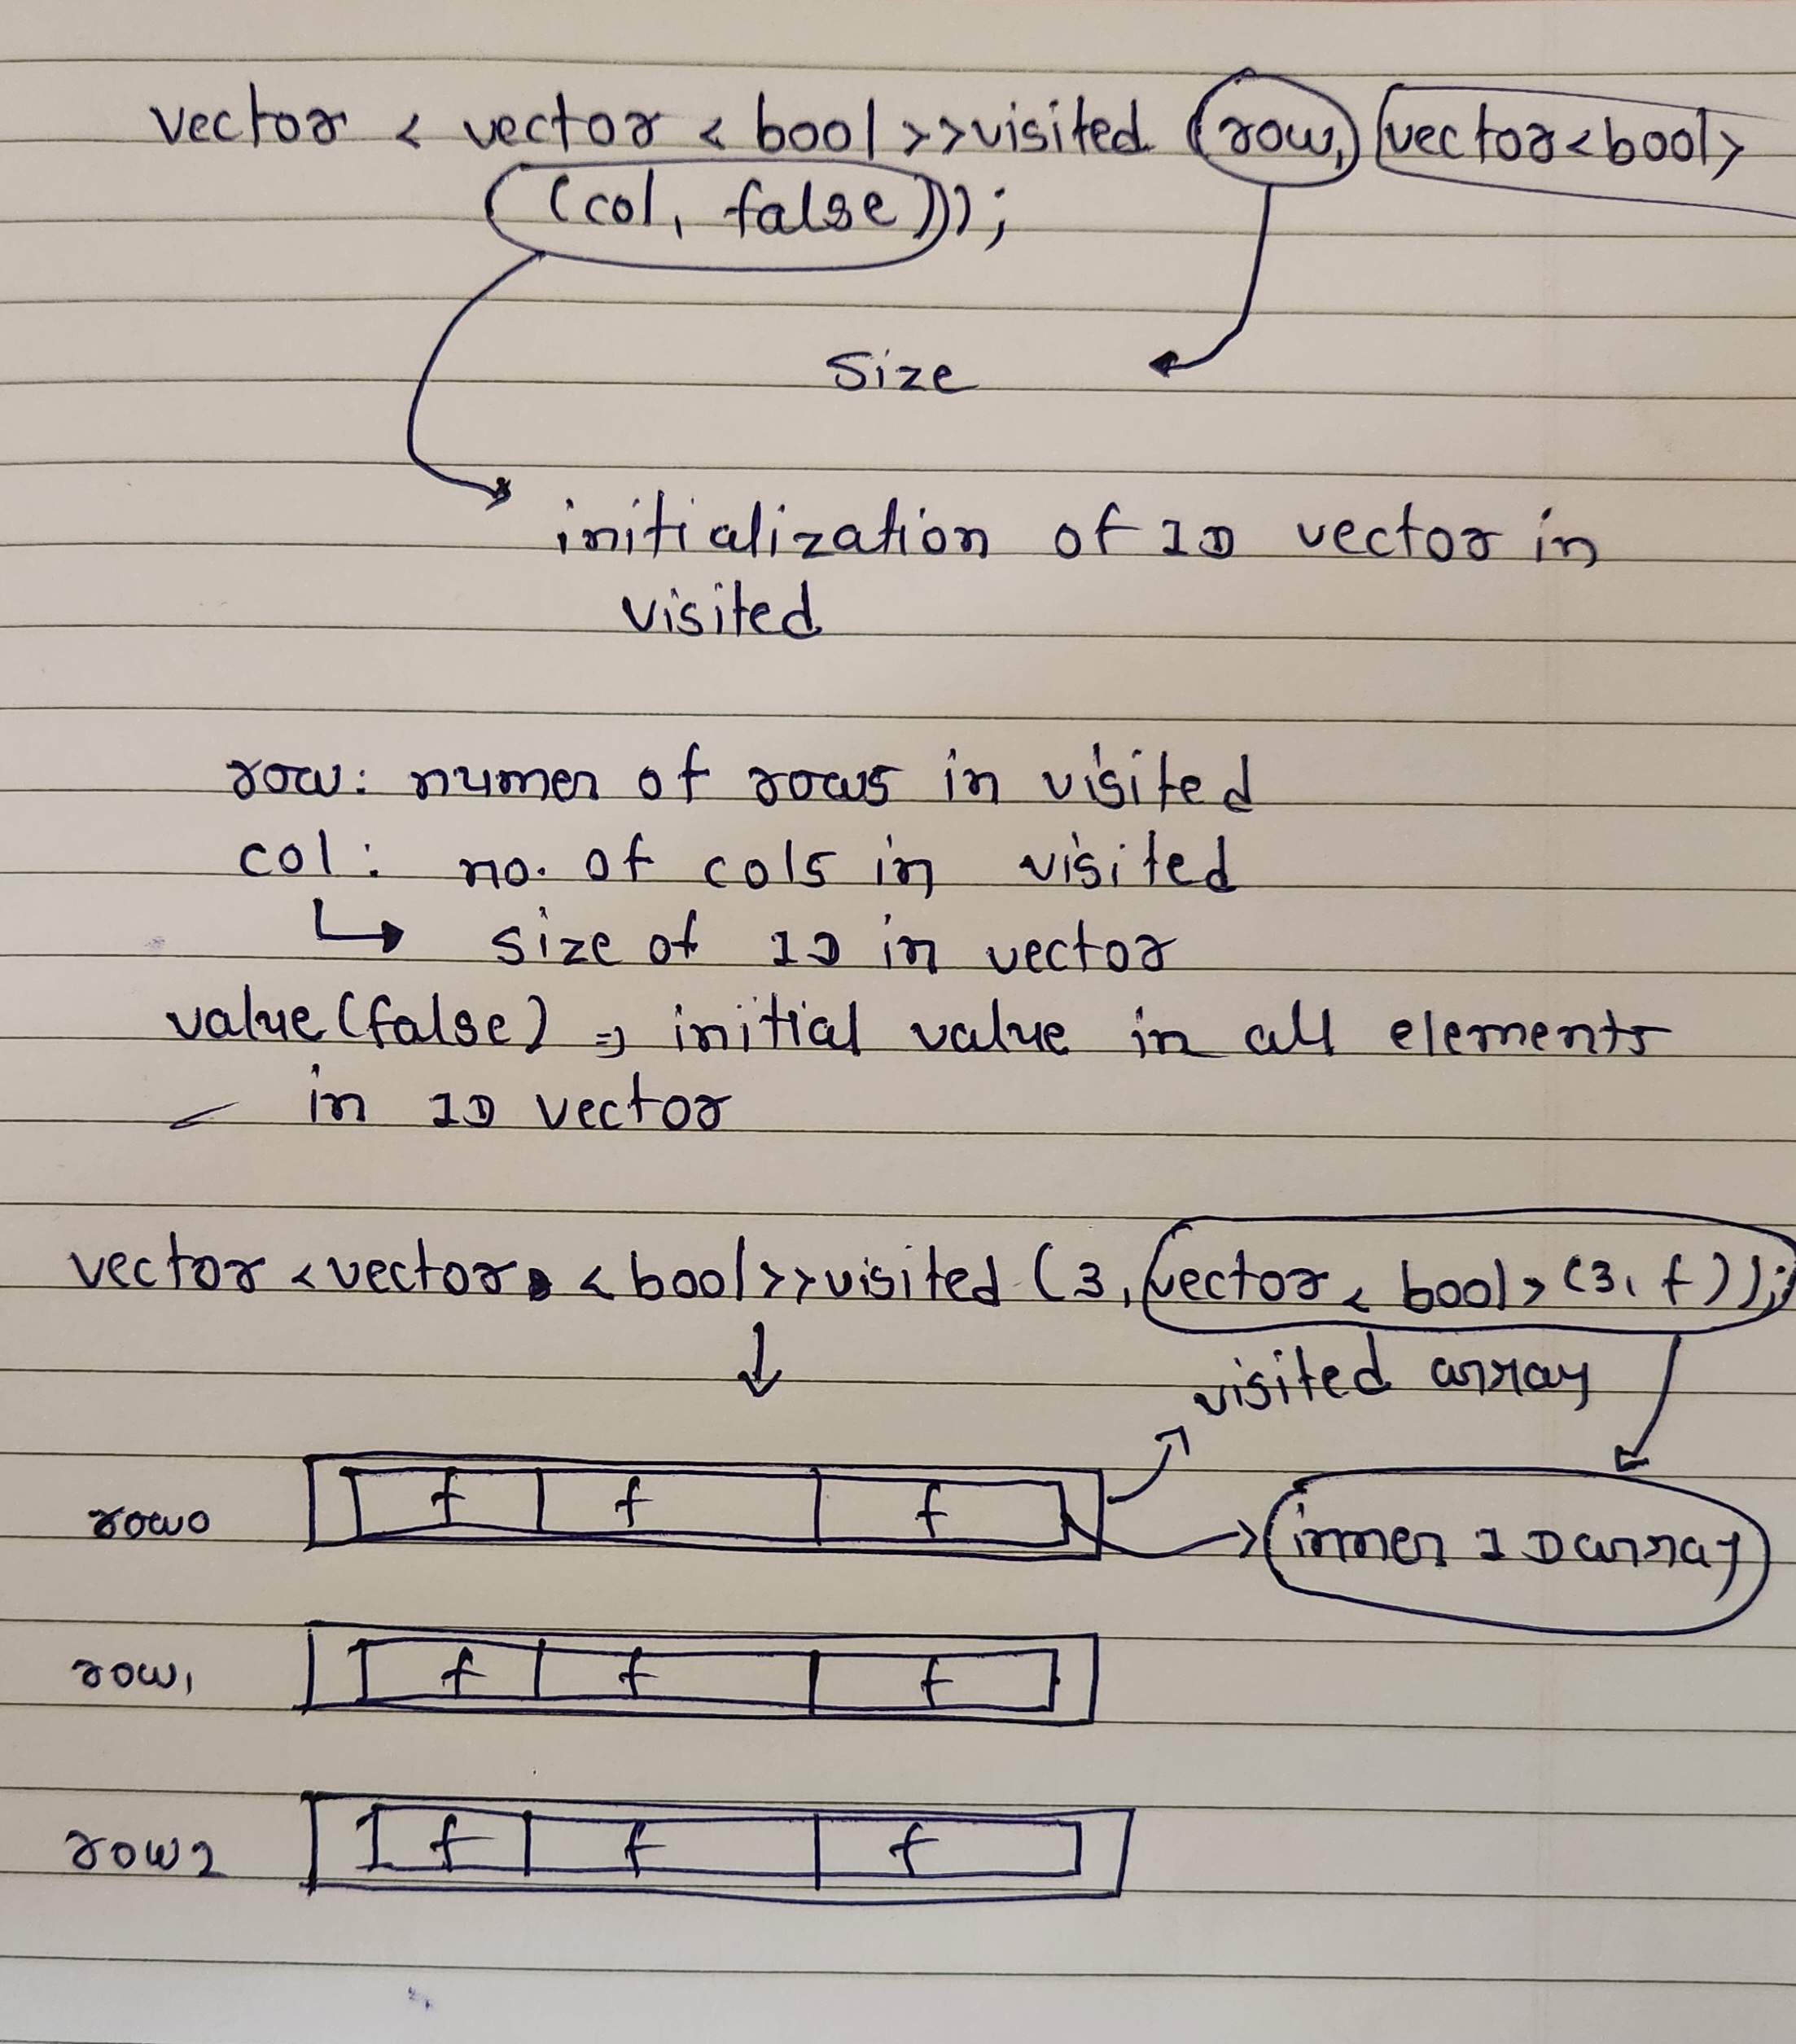 vector < vector < bool >> visited (row, vector<bool>
(col, false)));
size
initialization of 1D vector in
visited
row: numer of rows in visited
col: no. of cols in visited
↳ size of 1D in vector
value (false) => initial value in all elements
in 1D vector
vector <vector <bool>> visited (3, vector < bool > (3, f));
visited array
row0 f f f inner 1D array
row1 f f f
row2 f f f